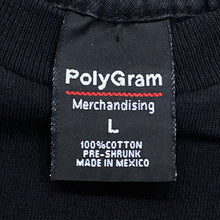 PolyGram
Merchandising
L
100%COTTON
PRE-SHRUNK
MADE IN MEXICO